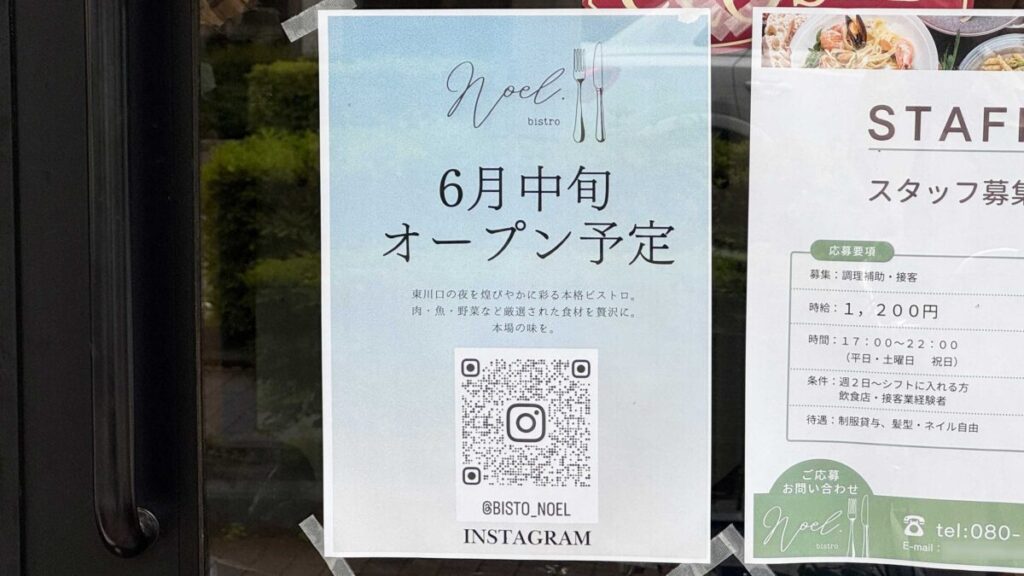 Noel.
bistro
6月中旬
オープン予定
東川口の夜を煌びやかに彩る本格ビストロ。
肉・魚・野菜など厳選された食材を贅沢に。
本場の味を。
@BISTO_NOEL
INSTAGRAM
STAF
スタッフ募集
応募要項
募集：調理補助・接客
時給：１，２００円
時間：１７：００〜２２：００
（平日・土曜日　祝日）
条件：週２日〜シフトに入れる方
飲食店・接客業経験者
待遇：制服貸与、髪型・ネイル自由
ご応募
お問い合わせ
Noel.
bistro
tel:080-
E-mail :